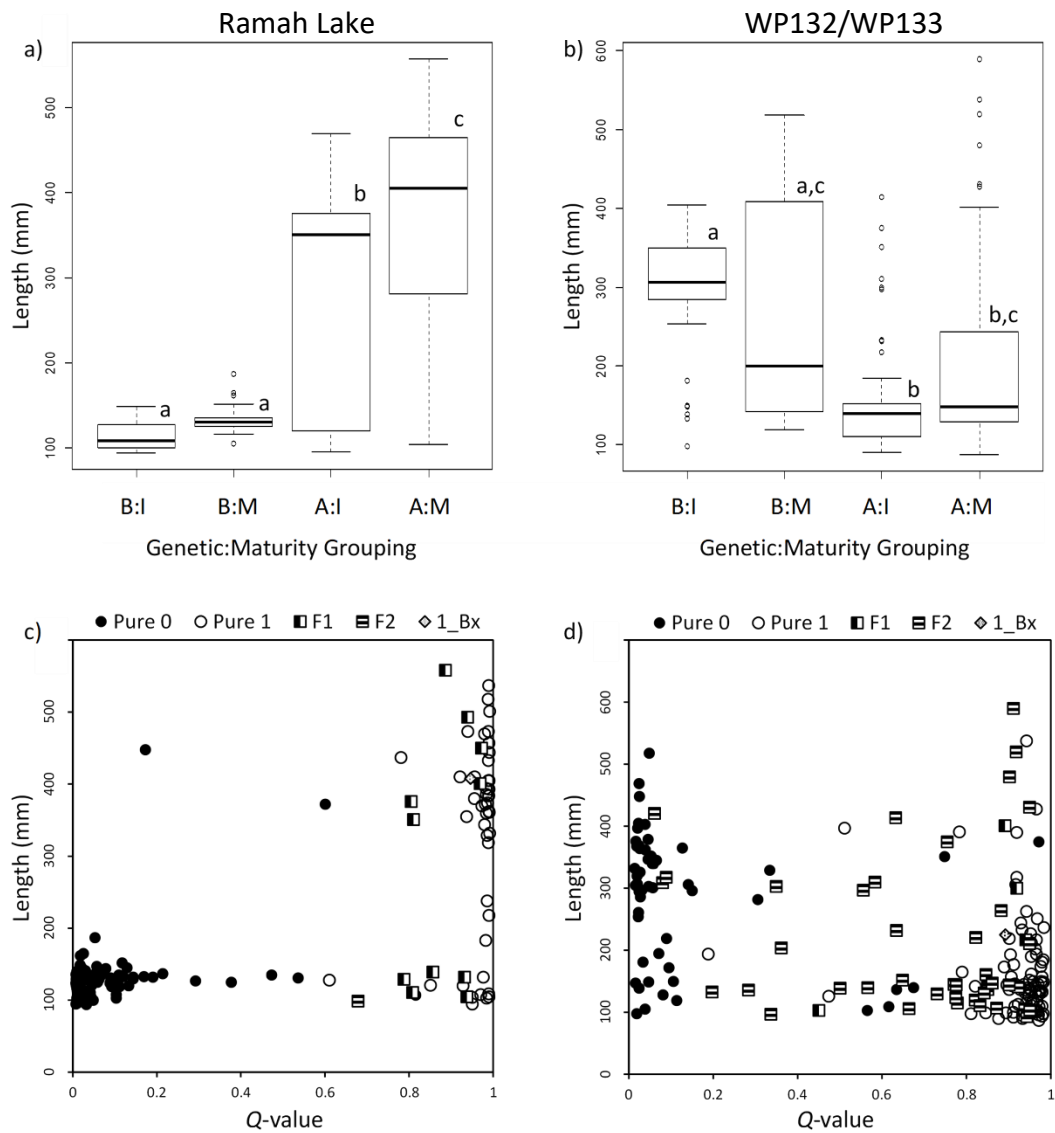 Ramah Lake
WP132/WP133
a)
Length (mm)
500
400
300
200
100
a
a
b
c
B:I B:M A:I A:M
Genetic:Maturity Grouping
b)
Length (mm)
600
500
400
300
200
100
a
a,c
b
b,c
B:I B:M A:I A:M
Genetic:Maturity Grouping
c)
Pure 0 Pure 1 F1 F2 1_Bx
Length (mm)
500
400
300
200
100
0
0 0.2 0.4 0.6 0.8 1
Q-value
d)
Pure 0 Pure 1 F1 F2 1_Bx
Length (mm)
600
500
400
300
200
100
0
0 0.2 0.4 0.6 0.8 1
Q-value